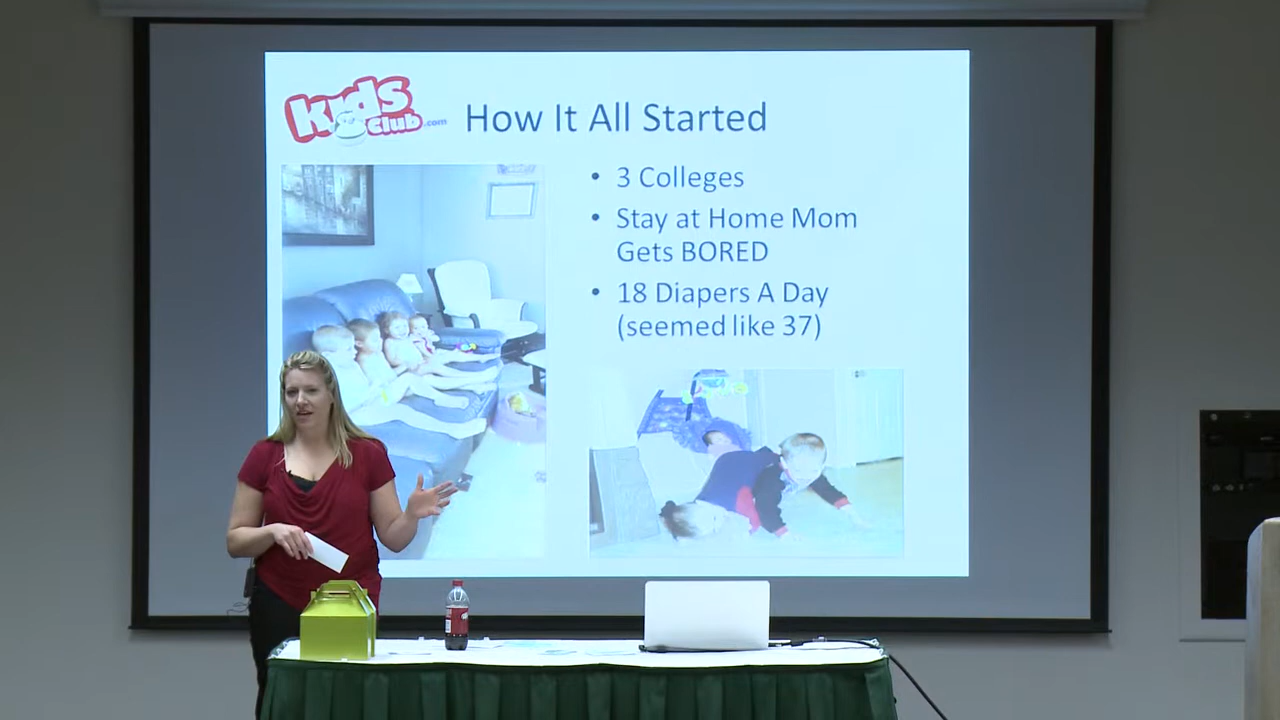 Kids
Club.com
How It All Started
• 3 Colleges
• Stay at Home Mom
Gets BORED
• 18 Diapers A Day
(seemed like 37)